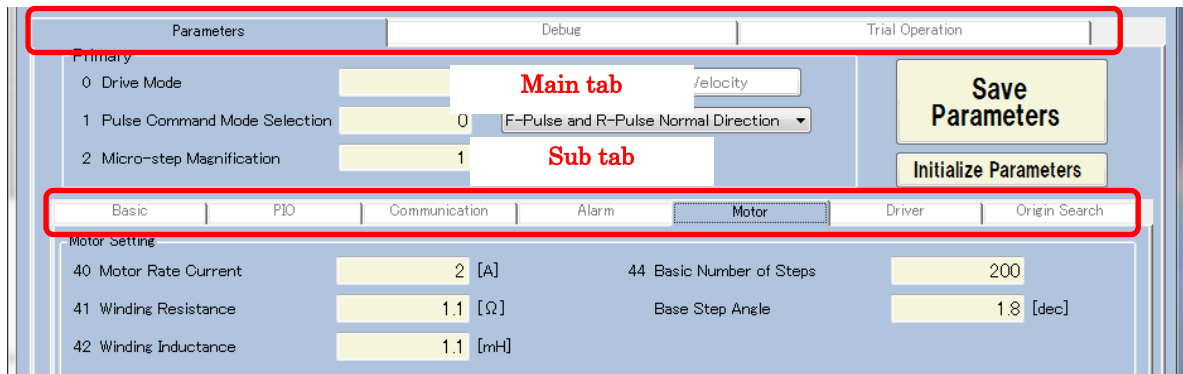 Parameters Debug Trial Operation
Primary
0 Drive Mode Velocity
Main tab
Save
Parameters
1 Pulse Command Mode Selection 0 F-Pulse and R-Pulse Normal Direction
2 Micro-step Magnification 1
Sub tab
Initialize Parameters
Basic PIO Communication Alarm Motor Driver Origin Search
Motor Setting
40 Motor Rate Current 2 [A] 44 Basic Number of Steps 200
41 Winding Resistance 1.1 [Ω] Base Step Angle 1.8 [dec]
42 Winding Inductance 1.1 [mH]